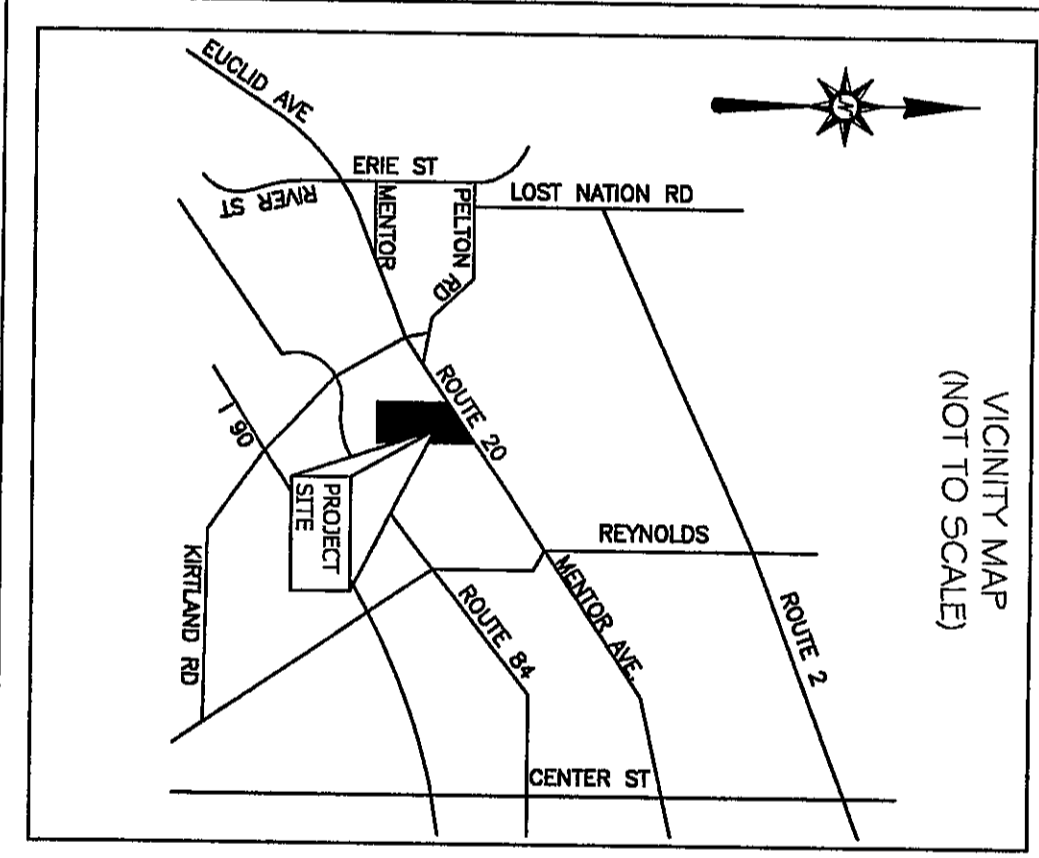 VICINITY MAP
(NOT TO SCALE)
N
EUCLID AVE
ERIE ST
RIVER ST
MENTOR
PELTON RD
LOST NATION RD
ROUTE 20
I 90
PROJECT
SITE
REYNOLDS
MENTOR AVE.
ROUTE 2
ROUTE 84
KIRTLAND RD
CENTER ST